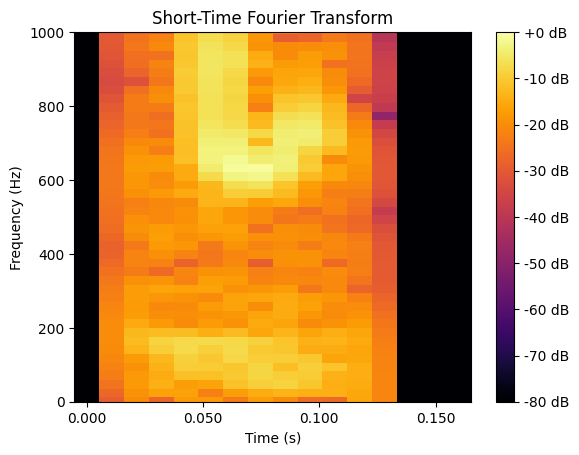 Short-Time Fourier Transform
1000
800
600
400
200
0
Frequency (Hz)
0.000
0.050
0.100
0.150
Time (s)
+0 dB
-10 dB
-20 dB
-30 dB
-40 dB
-50 dB
-60 dB
-70 dB
-80 dB